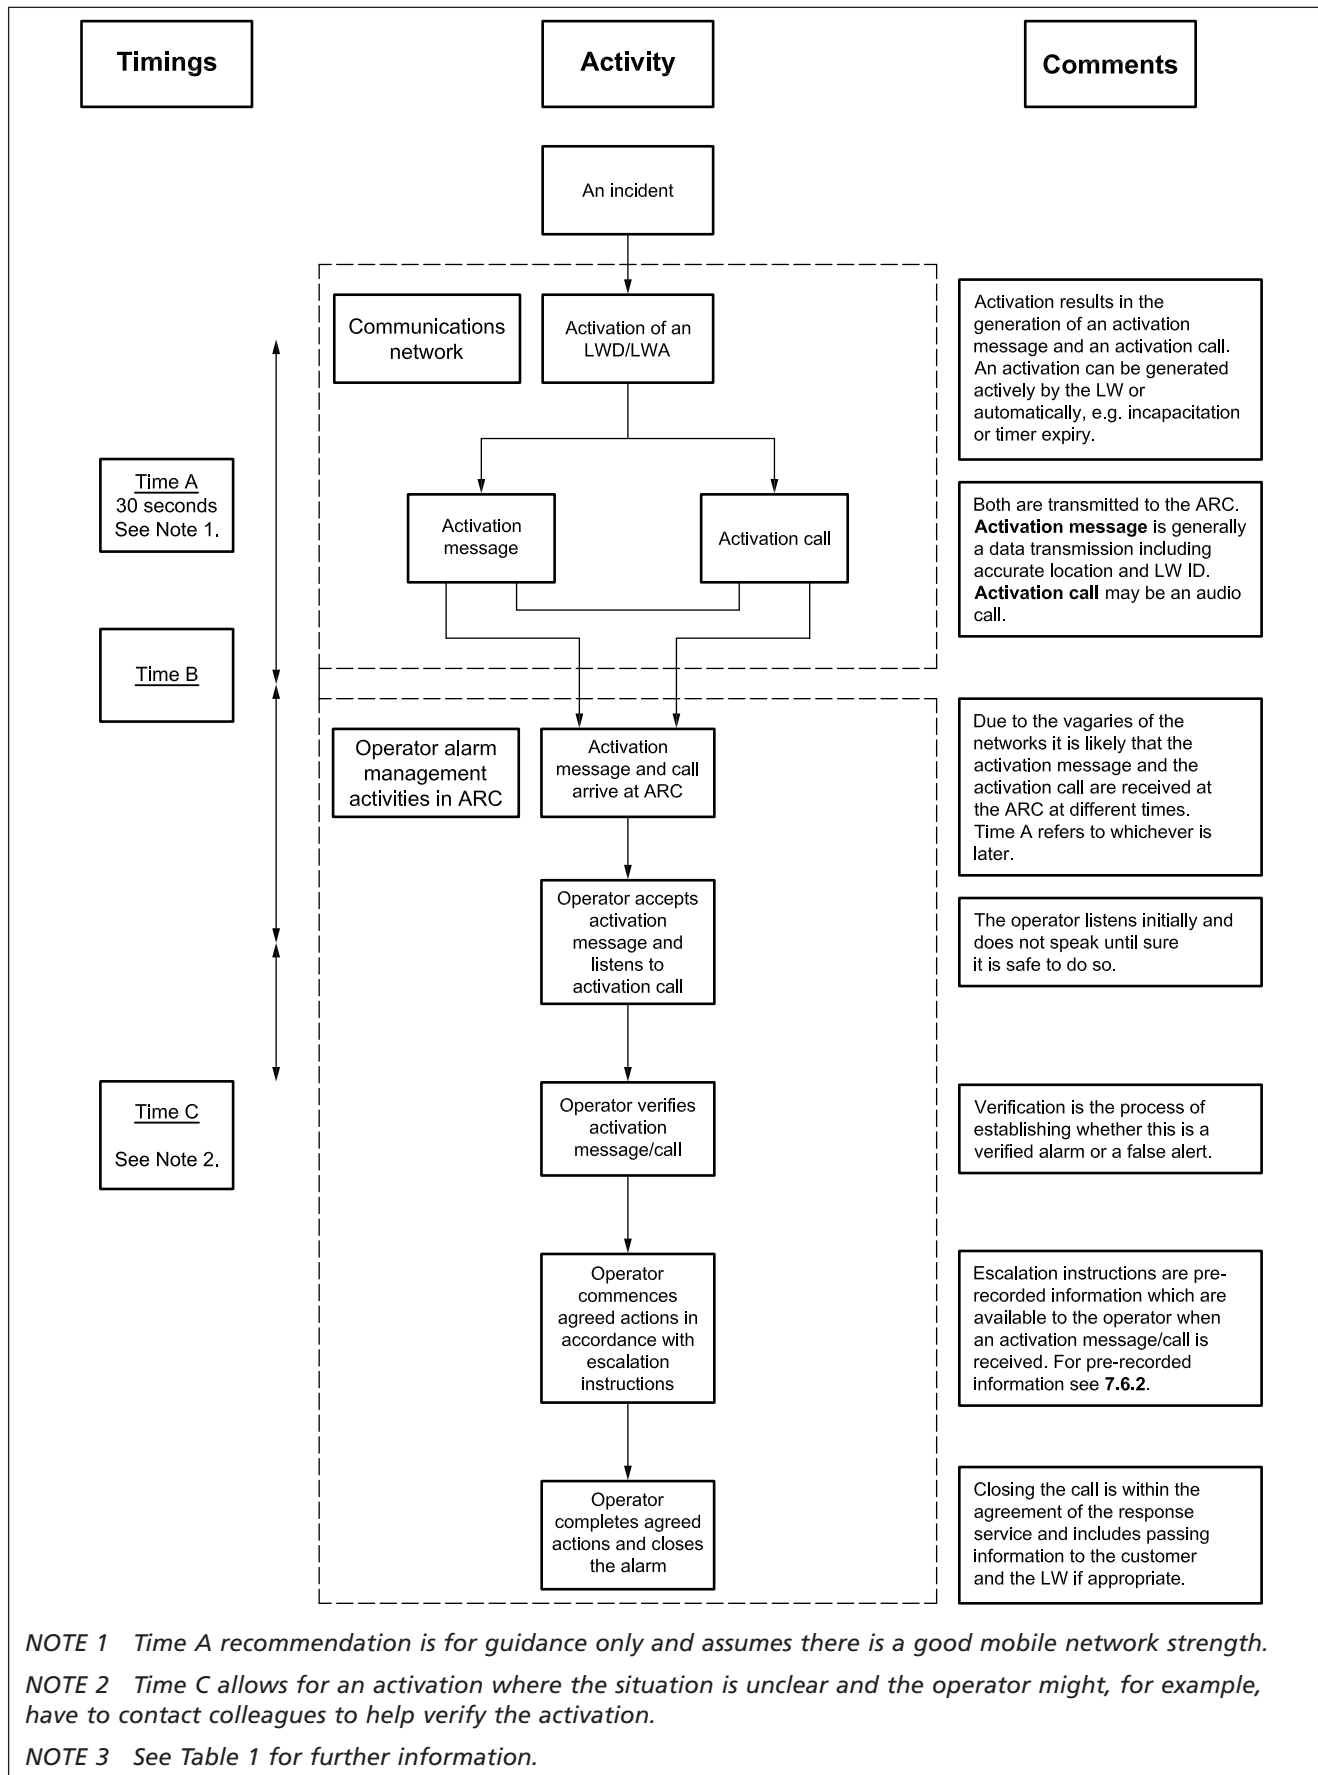 Timings
Activity
Comments
An incident
Communications
network
Activation of an
LWD/LWA
Activation results in the
generation of an activation
message and an activation call.
An activation can be generated
actively by the LW or
automatically, e.g. incapacitation
or timer expiry.
Time A
30 seconds
See Note 1.
Activation
message
Activation call
Both are transmitted to the ARC.
Activation message is generally
a data transmission including
accurate location and LW ID.
Activation call may be an audio
call.
Time B
Operator alarm
management
activities in ARC
Activation
message and call
arrive at ARC
Due to the vagaries of the
networks it is likely that the
activation message and the
activation call are received at
the ARC at different times.
Time A refers to whichever is
later.
Operator accepts
activation
message and
listens to
activation call
The operator listens initially and
does not speak until sure
it is safe to do so.
Time C
See Note 2.
Operator verifies
activation
message/call
Verification is the process of
establishing whether this is a
verified alarm or a false alert.
Operator
commences
agreed actions in
accordance with
escalation
instructions
Escalation instructions are pre-
recorded information which are
available to the operator when
an activation message/call is
received. For pre-recorded
information see 7.6.2.
Operator
completes agreed
actions and closes
the alarm
Closing the call is within the
agreement of the response
service and includes passing
information to the customer
and the LW if appropriate.
NOTE 1 Time A recommendation is for guidance only and assumes there is a good mobile network strength.
NOTE 2 Time C allows for an activation where the situation is unclear and the operator might, for example,
have to contact colleagues to help verify the activation.
NOTE 3 See Table 1 for further information.